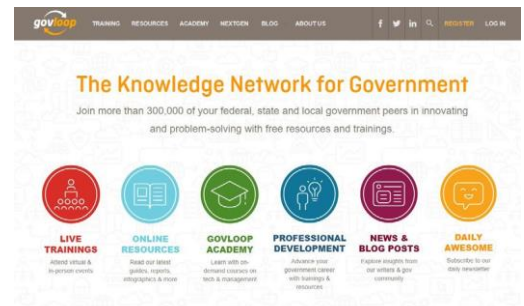 govloop TRAINING RESOURCES ACADEMY NEXTGEN BLOG ABOUT US f in REGISTER LOG IN
The Knowledge Network for Government
Join more than 300,000 of your federal, state and local government peers in innovating
and problem-solving with free resources and trainings.
LIVE
TRAININGS
Attend virtual &
in-person events
ONLINE
RESOURCES
Read our latest
guides, reports,
infographics & more
GOVLOOP
ACADEMY
Learn with on-
demand courses on
tech & management
PROFESSIONAL
DEVELOPMENT
Advance your
government career
with trainings &
resources
NEWS &
BLOG POSTS
Explore insights from
our writers & gov
community
DAILY
AWESOME
Subscribe to our
daily newsletter